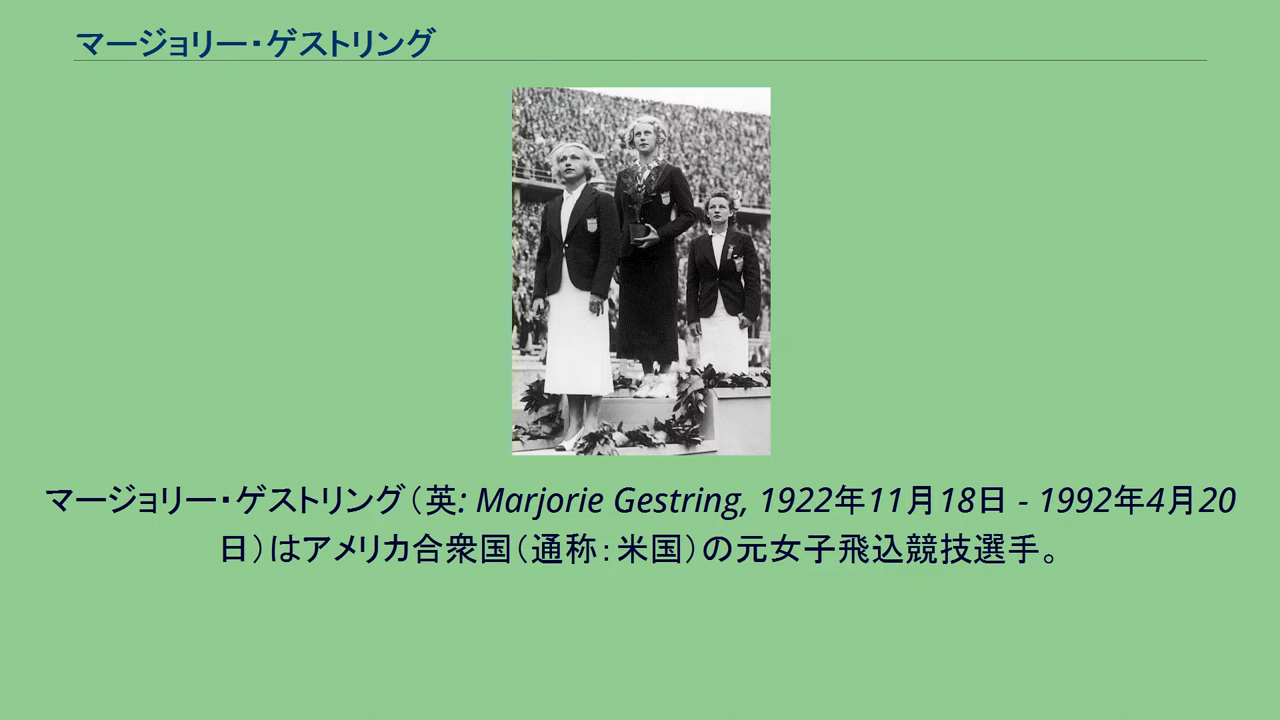 マージョリー・ゲストリング
マージョリー・ゲストリング（英: Marjorie Gestring, 1922年11月18日 - 1992年4月20
日）はアメリカ合衆国（通称：米国）の元女子飛込競技選手。